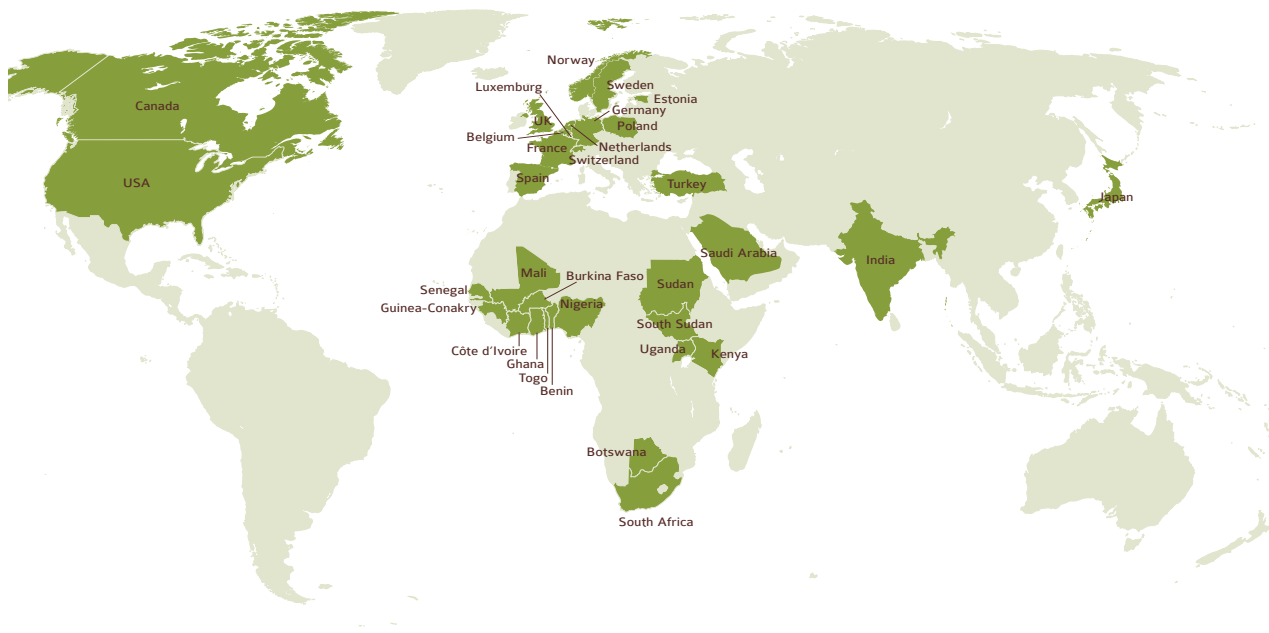 Norway
Sweden
Luxemburg
Estonia
Canada
Germany
UK
Poland
Belgium
France
Netherlands
Switzerland
USA
Spain
Turkey
Japan
Saudi Arabia
India
Mali
Burkina Faso
Sudan
Senegal
Nigeria
Guinea-Conakry
South Sudan
Côte d'Ivoire
Uganda
Kenya
Ghana
Togo
Benin
Botswana
South Africa